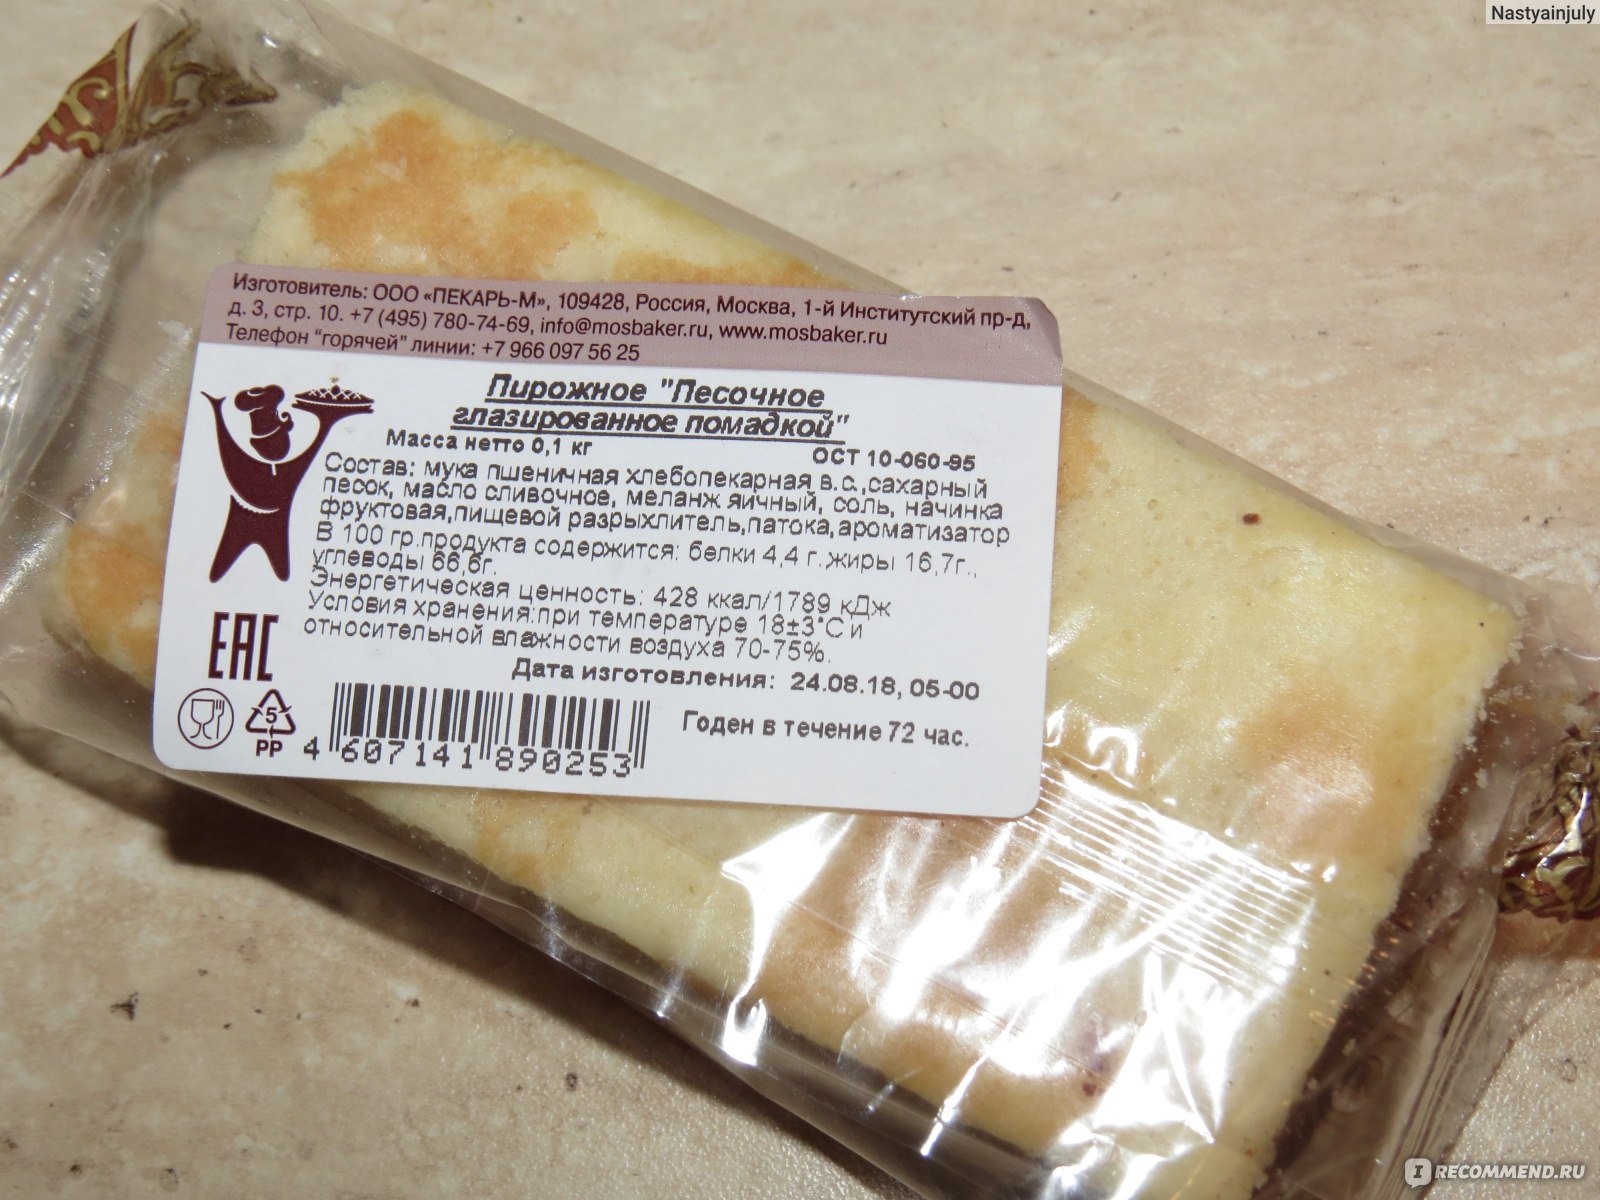 Nastyainjuly
Изготовитель: ООО «ПЕКАРЬ-М», 109428, Россия, Москва, 1-й Институтский пр-д,
д. 3, стр. 10. +7 (495) 780-74-69, info@mosbaker.ru, www.mosbaker.ru
Телефон "горячей" линии: +7 966 097 56 25
Пирожное "Песочное
глазированное помадкой"
Масса нетто 0,1 кг ОСТ 10-060-95
Состав: мука пшеничная хлебопекарная в.с.,сахарный
песок, масло сливочное, меланж яичный, соль, начинка
фруктовая,пищевой разрыхлитель,патока,ароматизатор
В 100 гр.продукта содержится: белки 4,4 г.жиры 16,7г.,
углеводы 66,6г.
Энергетическая ценность: 428 ккал/1789 кДж
Условия хранения:при температуре 18±3°С и
относительной влажности воздуха 70-75%.
Дата изготовления: 24.08.18, 05-00
Годен в течение 72 час.
EAC
5
PP
4 607141 890253
IRECOMMEND.RU